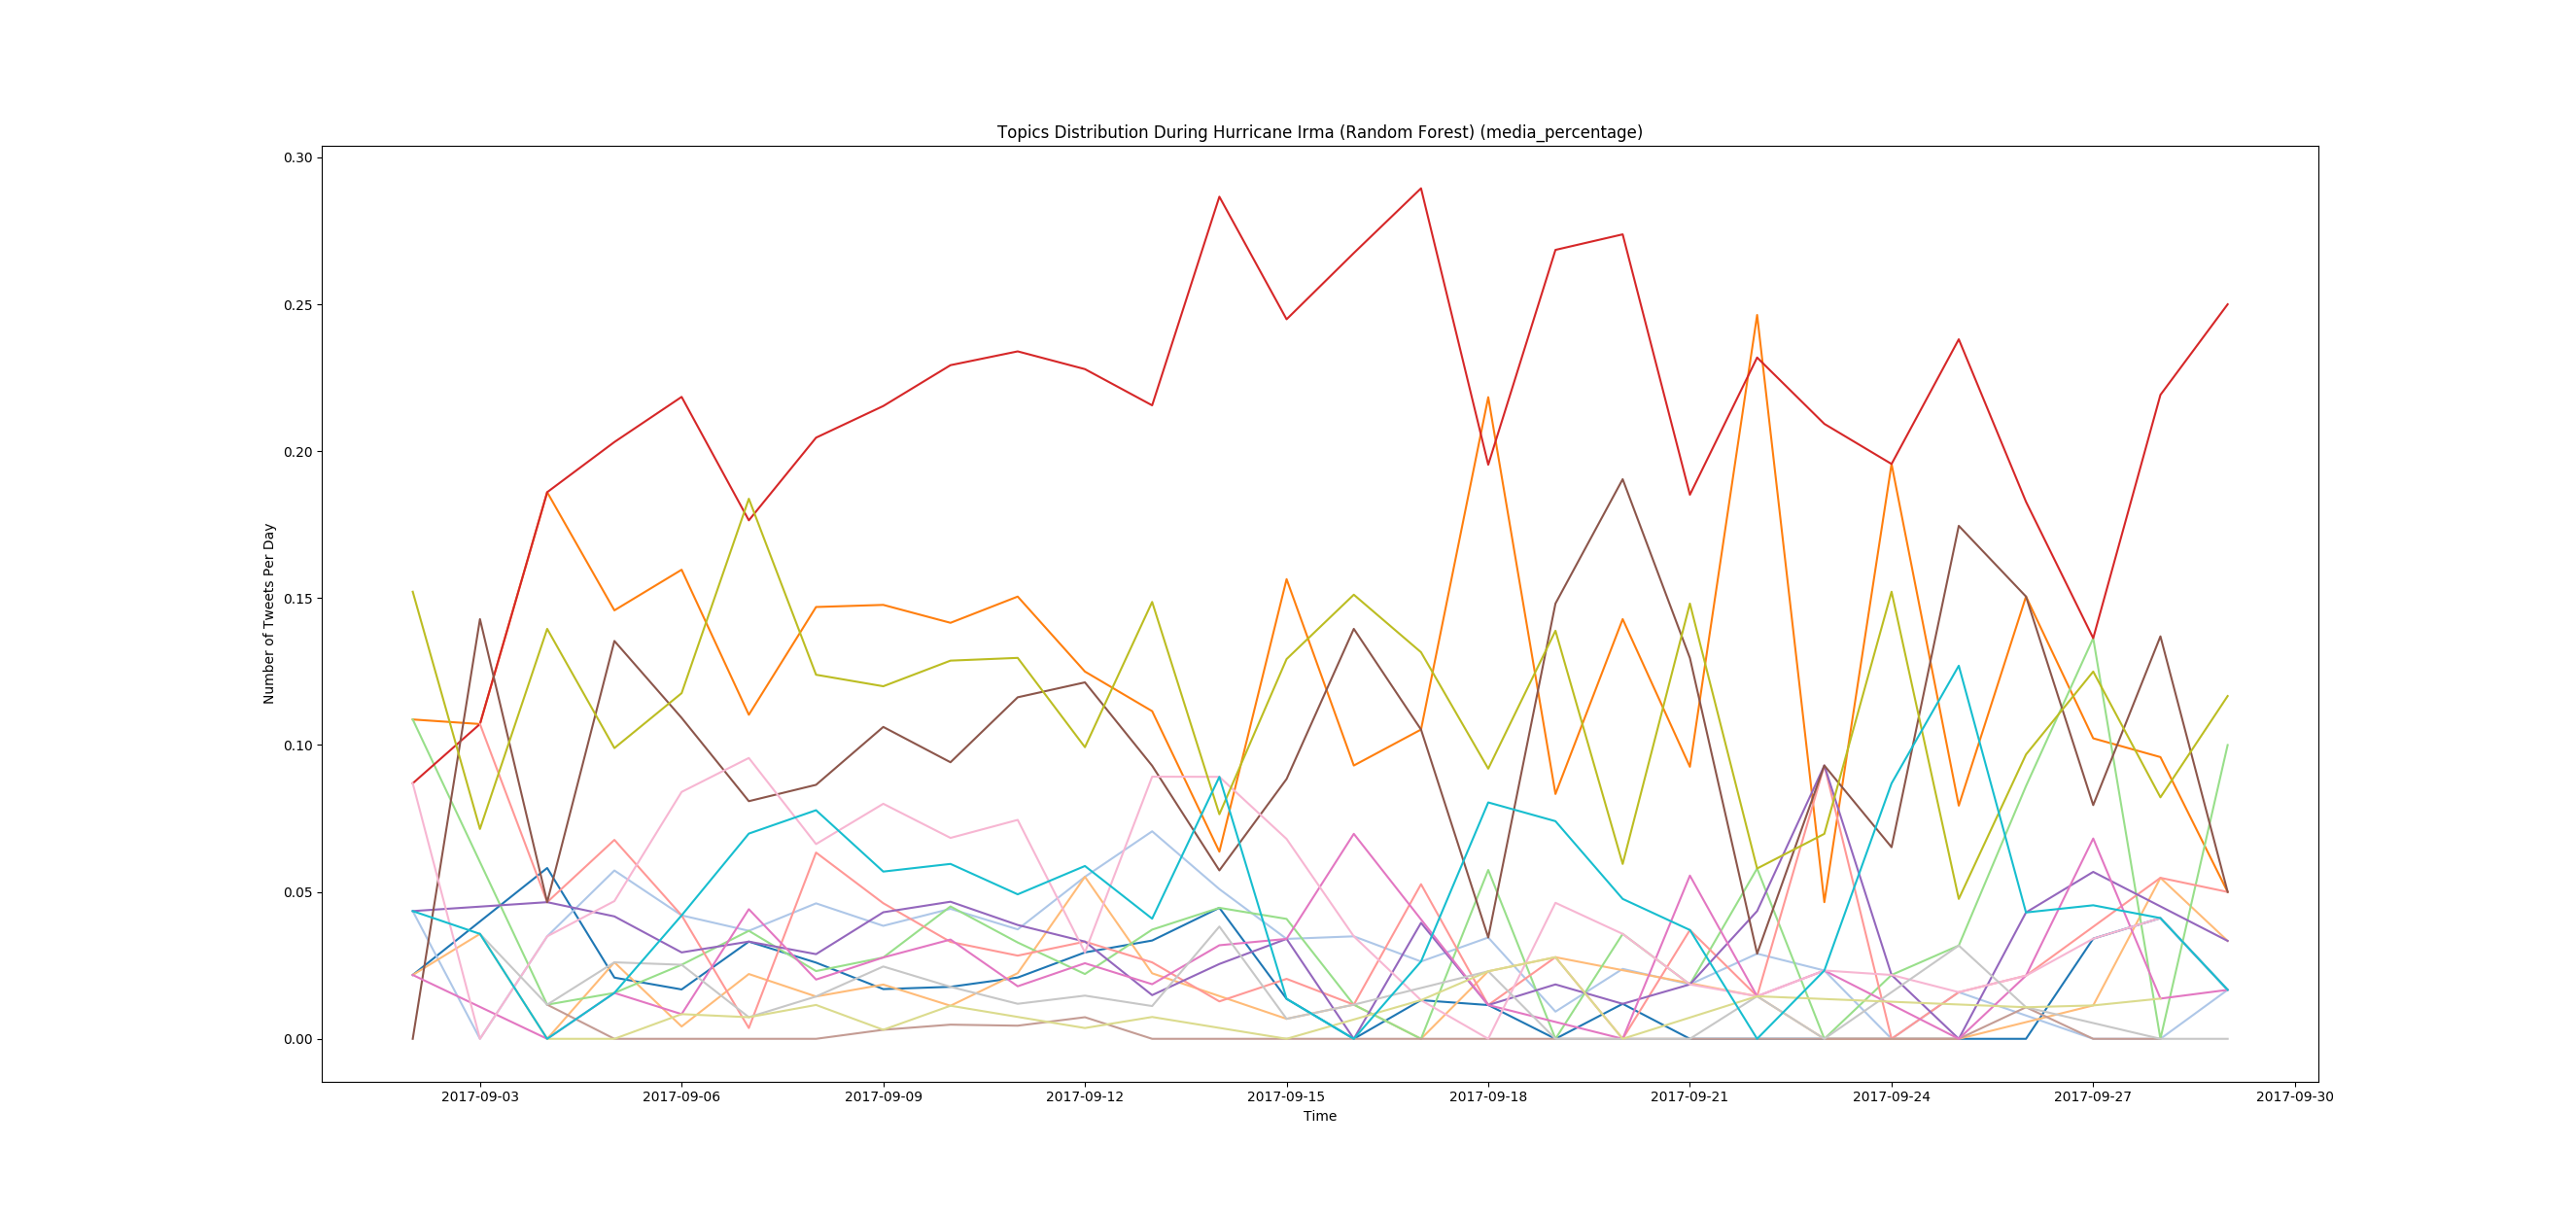 Topics Distribution During Hurricane Irma (Random Forest) (media_percentage)
0.30
0.25
0.20
0.15
0.10
0.05
0.00
Number of Tweets Per Day
2017-09-03 2017-09-06 2017-09-09 2017-09-12 2017-09-15 2017-09-18 2017-09-21 2017-09-24 2017-09-27 2017-09-30
Time